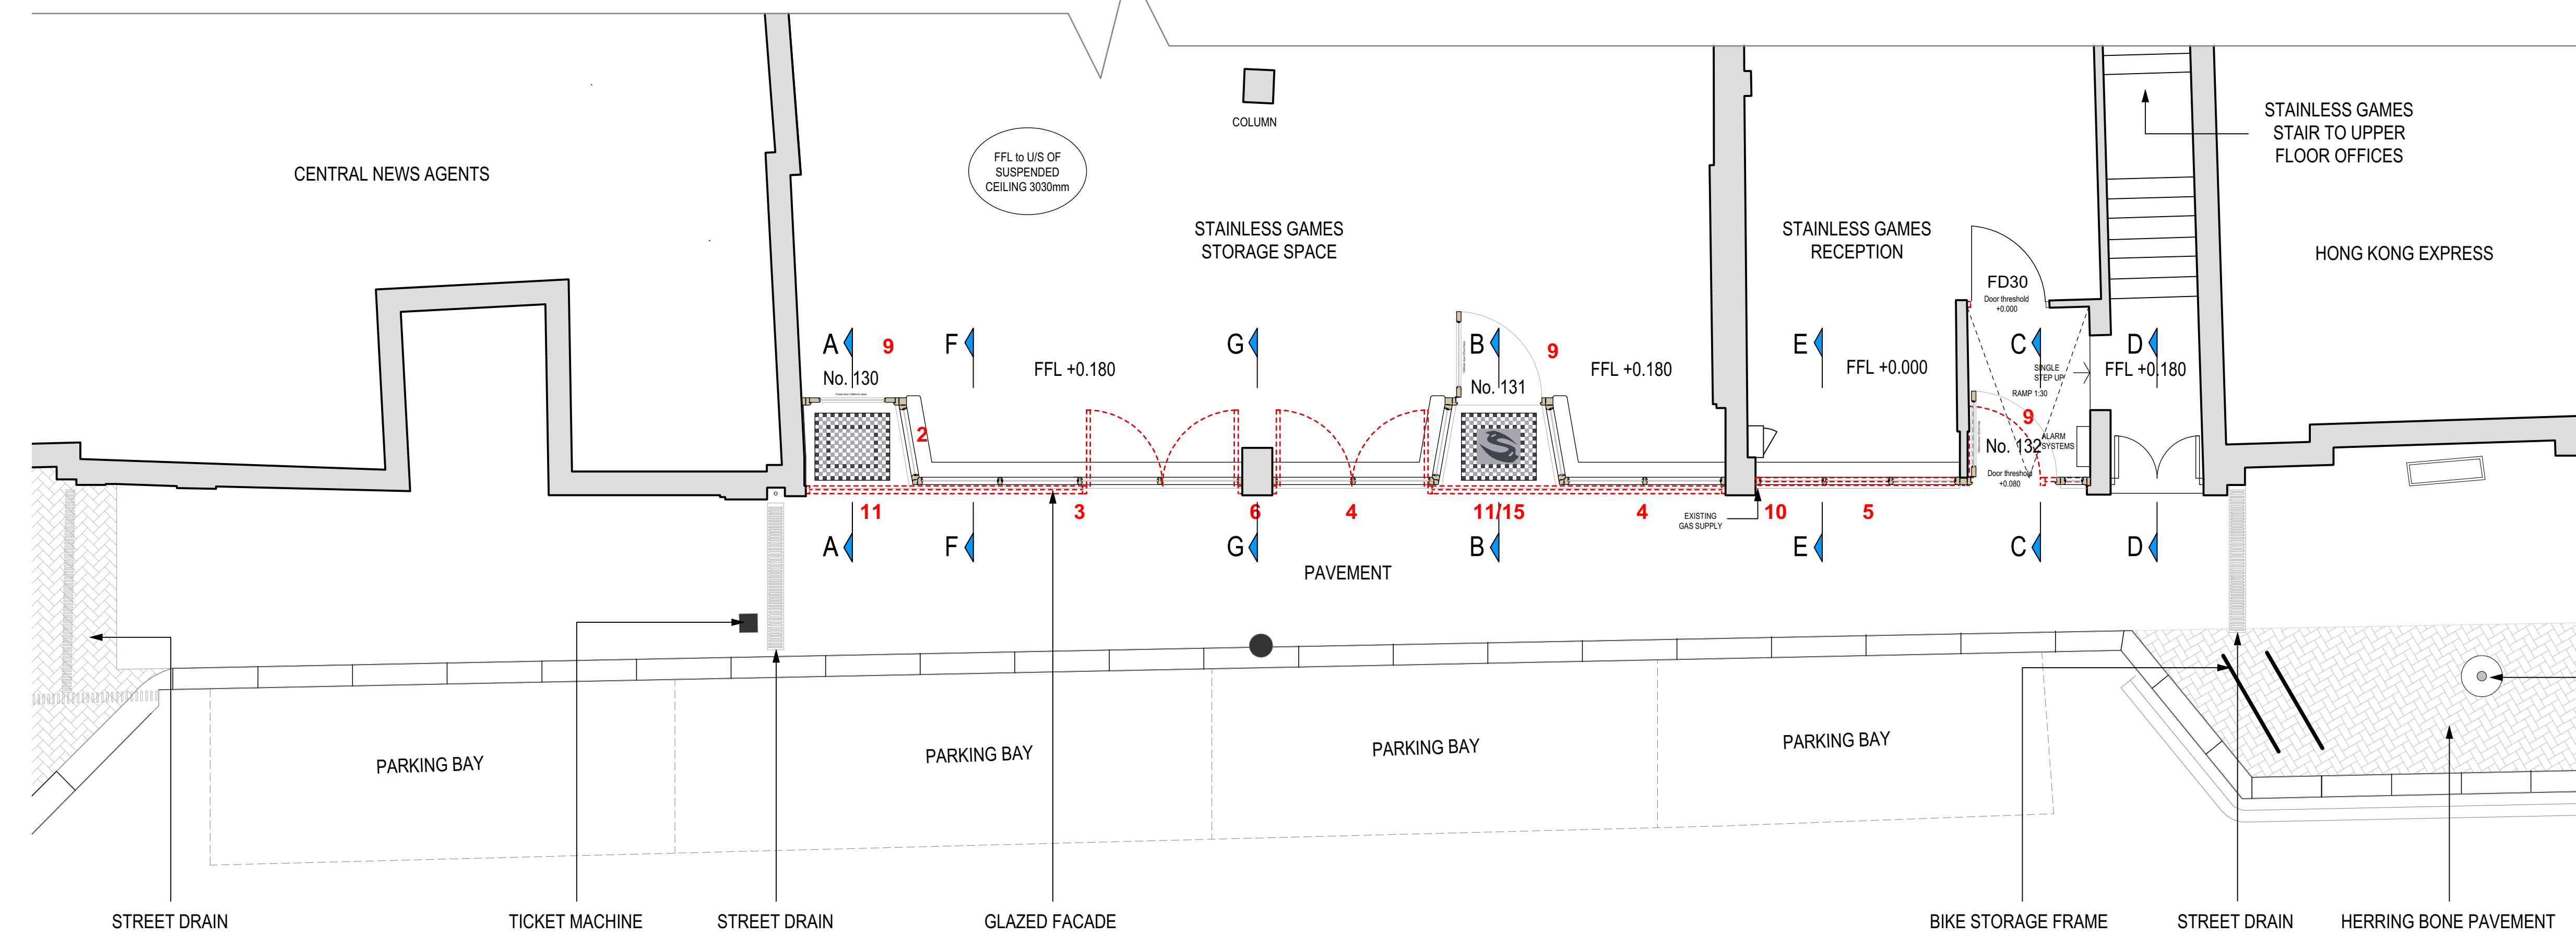 COLUMN
STAINLESS GAMES
STAIR TO UPPER
FLOOR OFFICES
FFL to U/S OF
SUSPENDED
CEILING 3030mm
CENTRAL NEWS AGENTS
STAINLESS GAMES
STORAGE SPACE
STAINLESS GAMES
RECEPTION
HONG KONG EXPRESS
FD30
Door threshold
+0.000
A
9
F
G
B
9
E
C
D
No. 130
FFL +0.180
No. 131
FFL +0.180
FFL +0.000
SINGLE
STEP UP
FFL +0.180
RAMP 1:30
9
2
No. 132
ALARM
SYSTEMS
Door threshold
+0.080
11
3
6
4
11/15
4
EXISTING
GAS SUPPLY
10
5
A
F
G
B
E
C
D
PAVEMENT
PARKING BAY
PARKING BAY
PARKING BAY
PARKING BAY
STREET DRAIN
TICKET MACHINE
STREET DRAIN
GLAZED FACADE
BIKE STORAGE FRAME
STREET DRAIN
HERRING BONE PAVEMENT